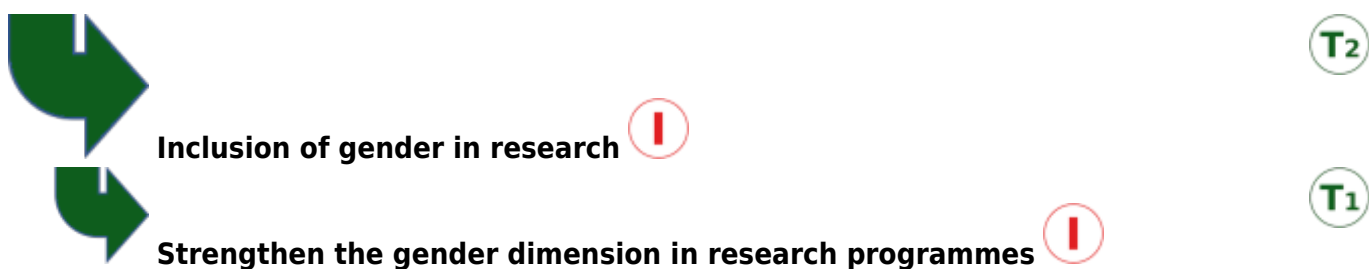 T2
Inclusion of gender in research I
T1
Strengthen the gender dimension in research programmes I